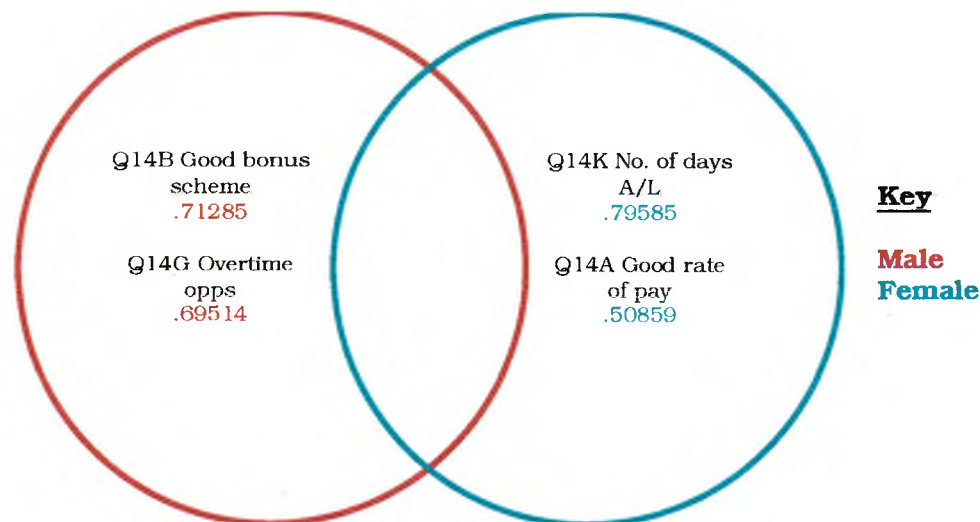 Q14B Good bonus
scheme
.71285
Q14G Overtime
opps
.69514
Q14K No. of days
A/L
.79585
Q14A Good rate
of pay
.50859
Key
Male
Female